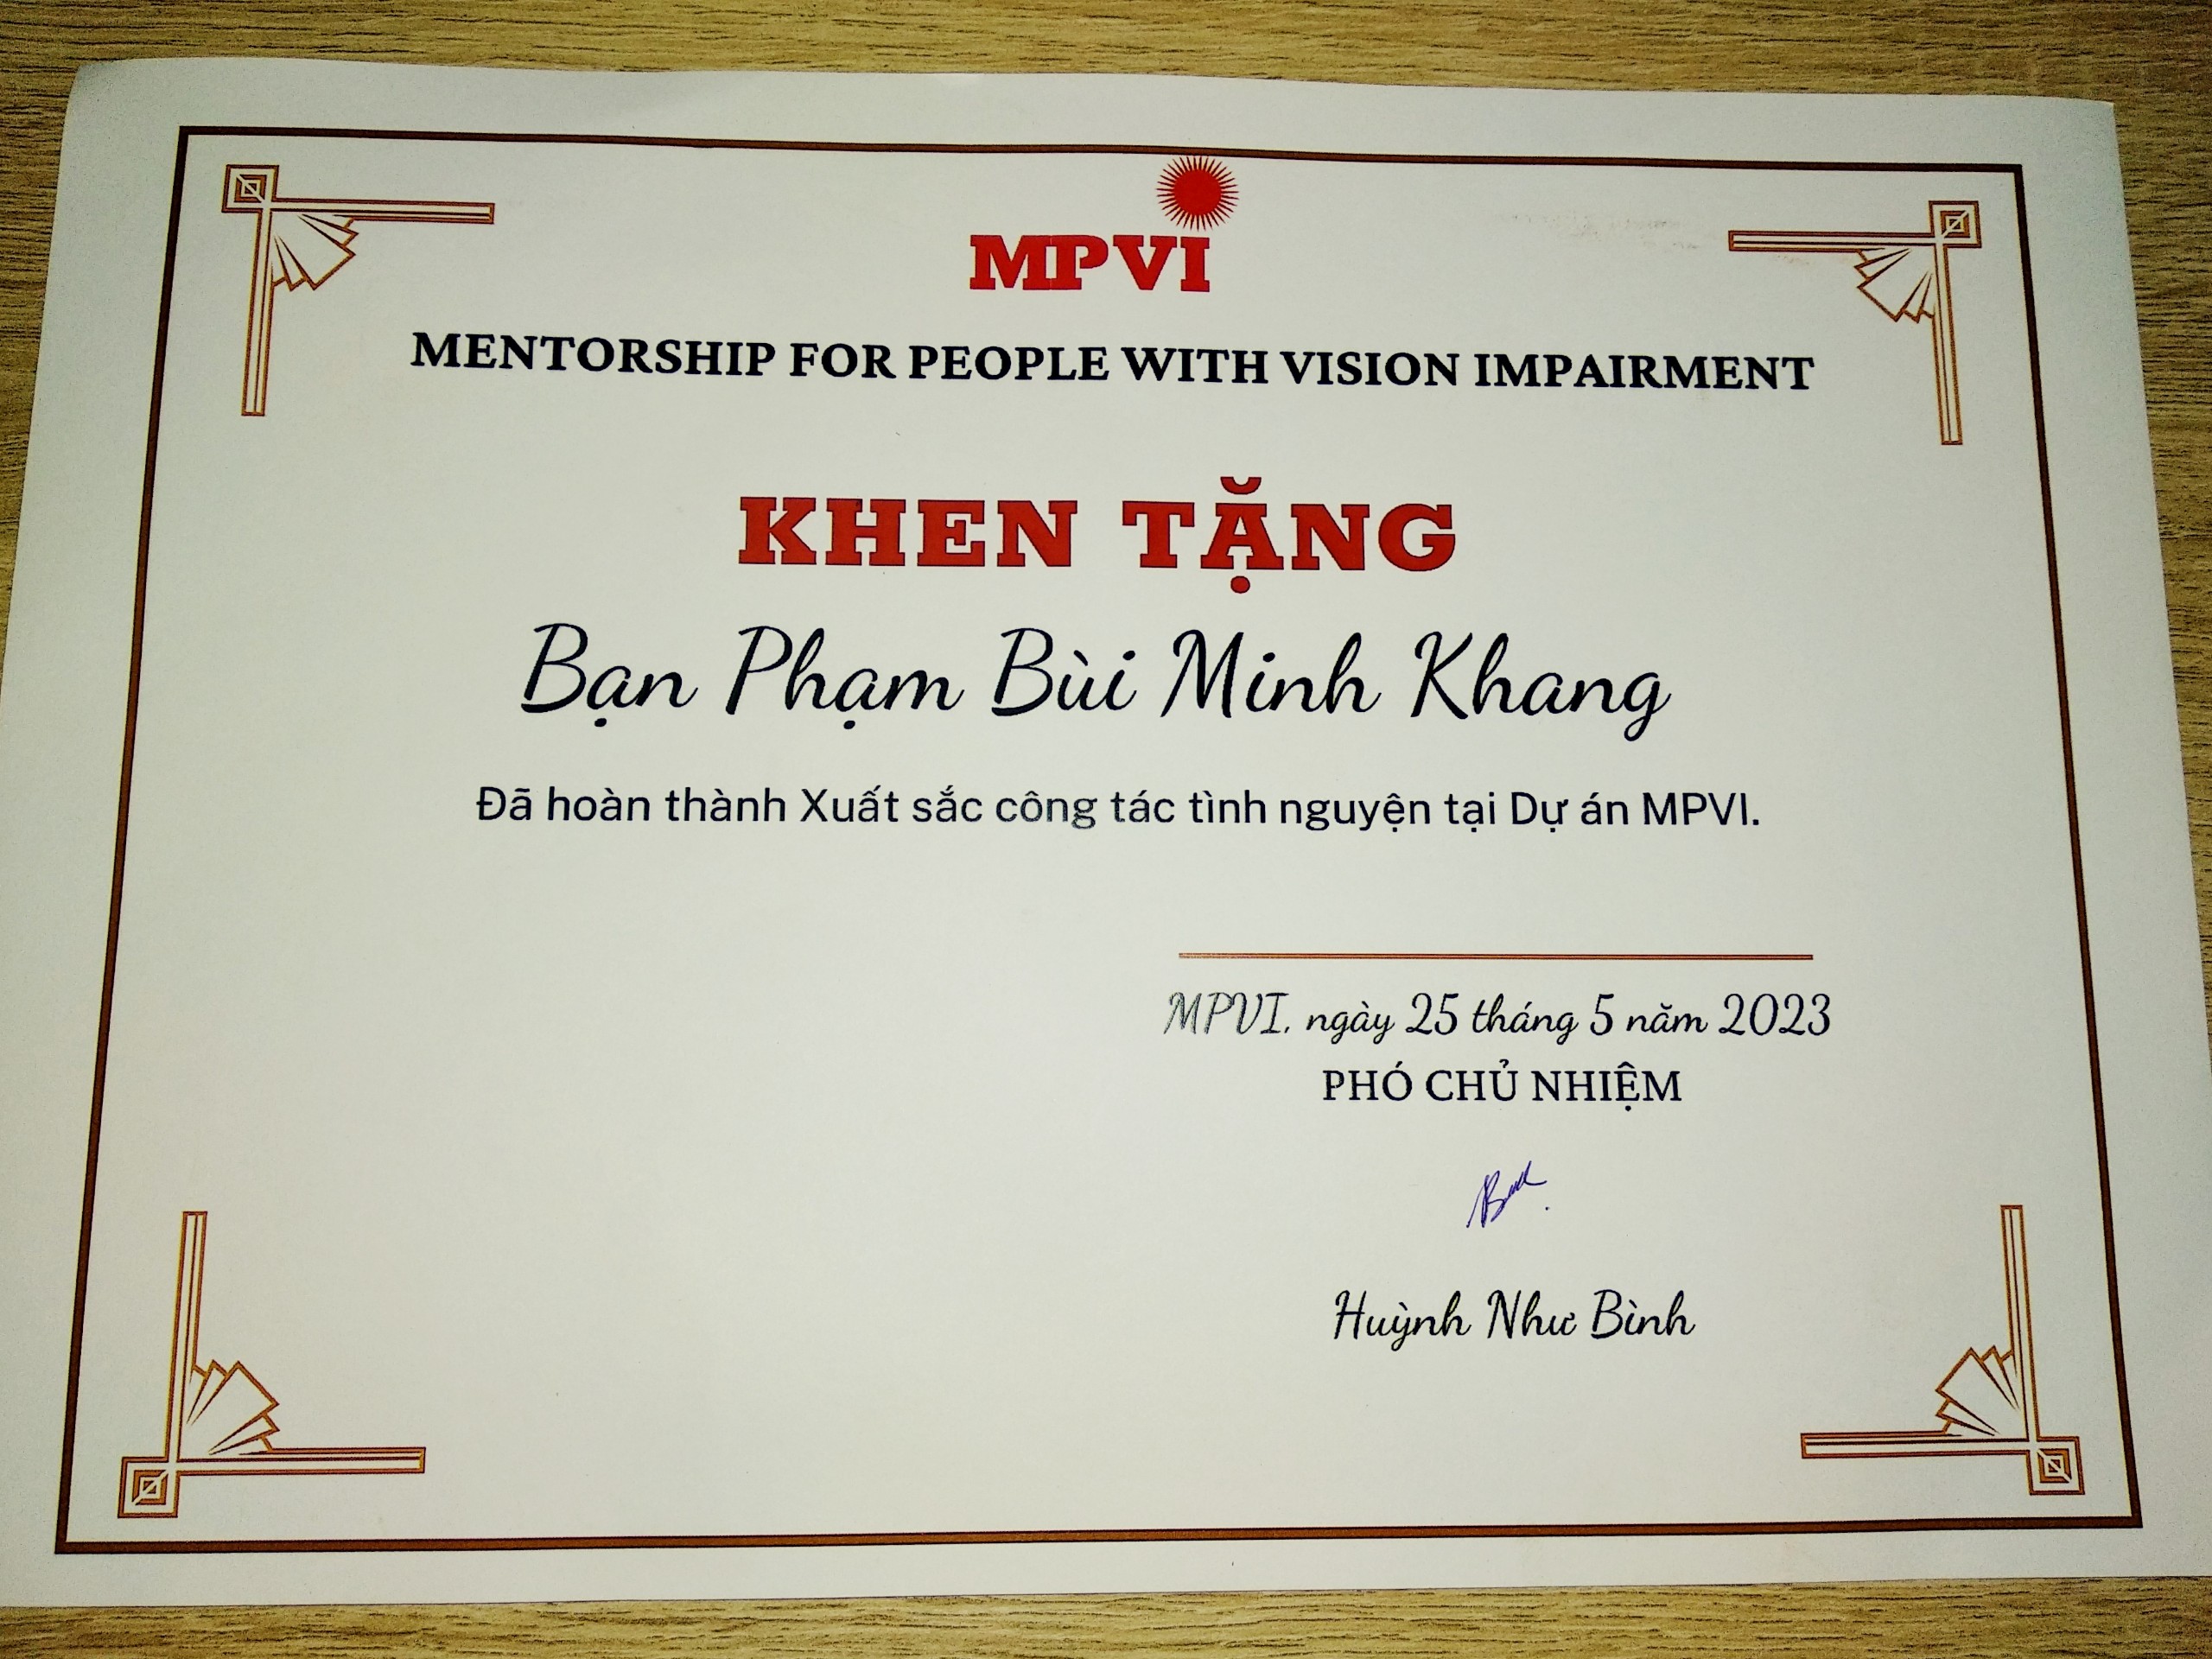 MPVI
MENTORSHIP FOR PEOPLE WITH VISION IMPAIRMENT
KHEN TẶNG
Bạn Phạm Bùi Minh Khang
Đã hoàn thành Xuất sắc công tác tình nguyện tại Dự án MPVI.
MPVI, ngày 25 tháng 5 năm 2023
PHÓ CHỦ NHIỆM
Huỳnh Như Bình